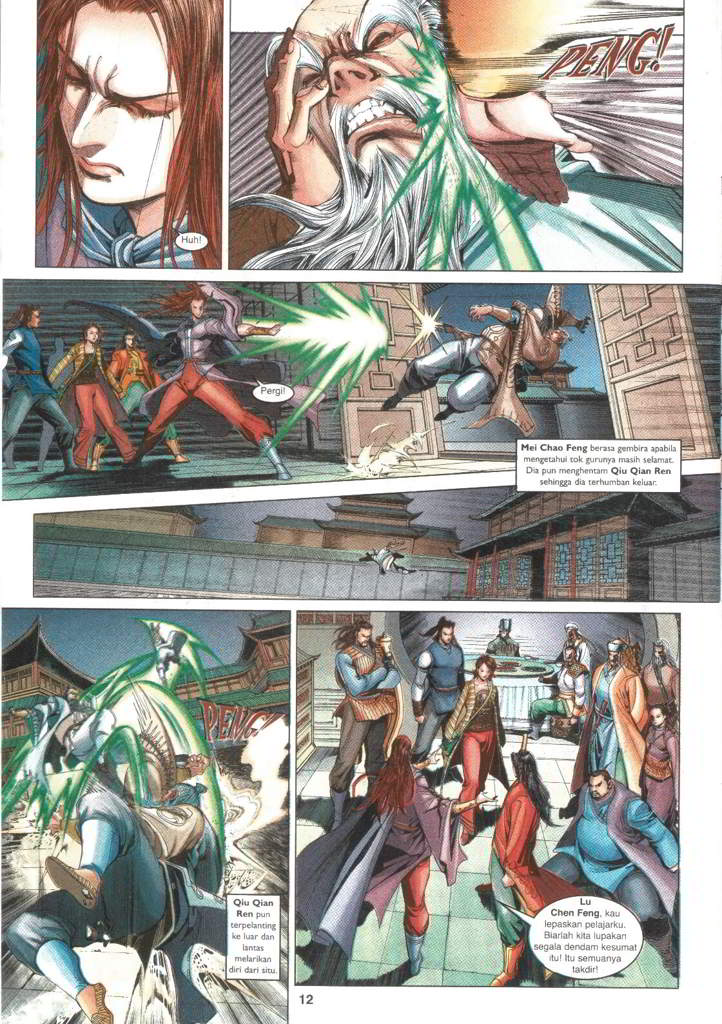 Huh!
PENG!
Pergi!
Mei Chao Feng berasa gembira apabila
mengetahui tok gurunya masih selamat.
Dia pun menghentam Qiu Qian Ren
sehingga dia terhumban keluar.
PENG!
Qiu Qian
Ren pun
terpelanting
ke luar dan
lantas
melarikan
diri dari situ.
Lu
Chen Feng, kau
lepaskan pelajarku.
Biarlah kita lupakan
segala dendam kesumat
itu! Itu semuanya
takdir!
12